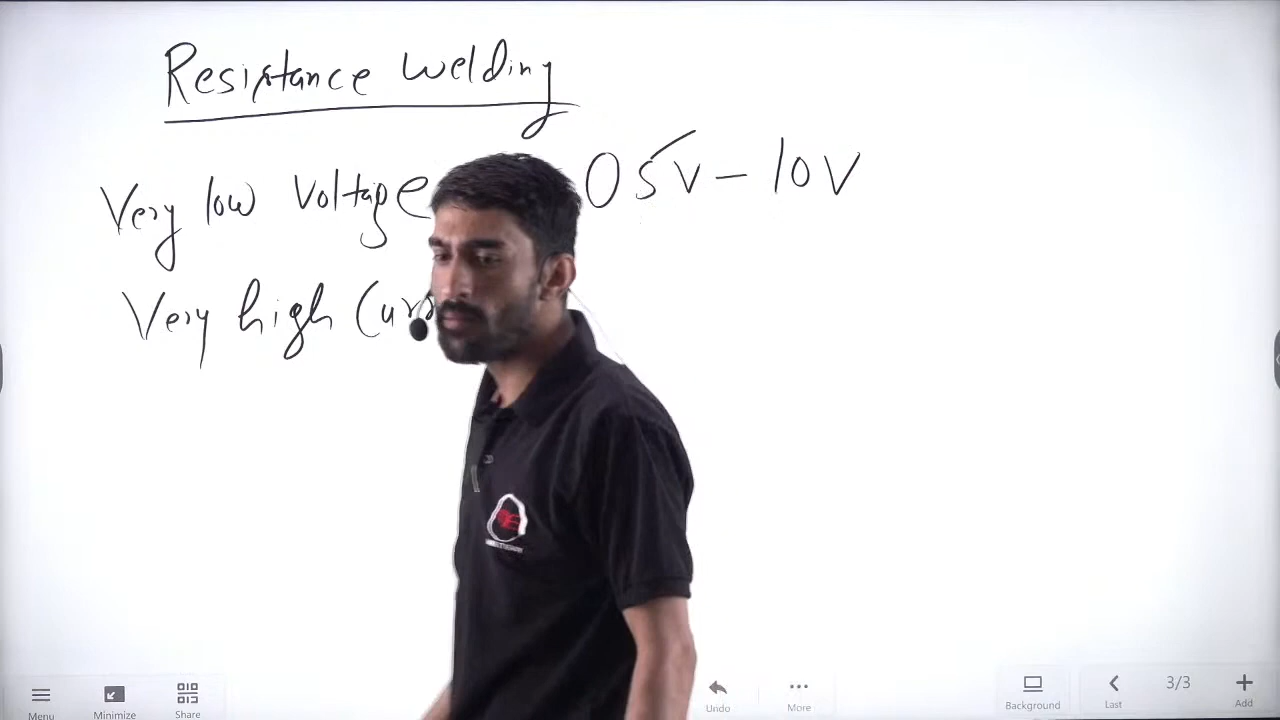 Resistance welding
Very low Voltage 05V - 10V
Very high Curr
Menu
Minimize
Share
Undo
More
Background
Last
3/3
Add